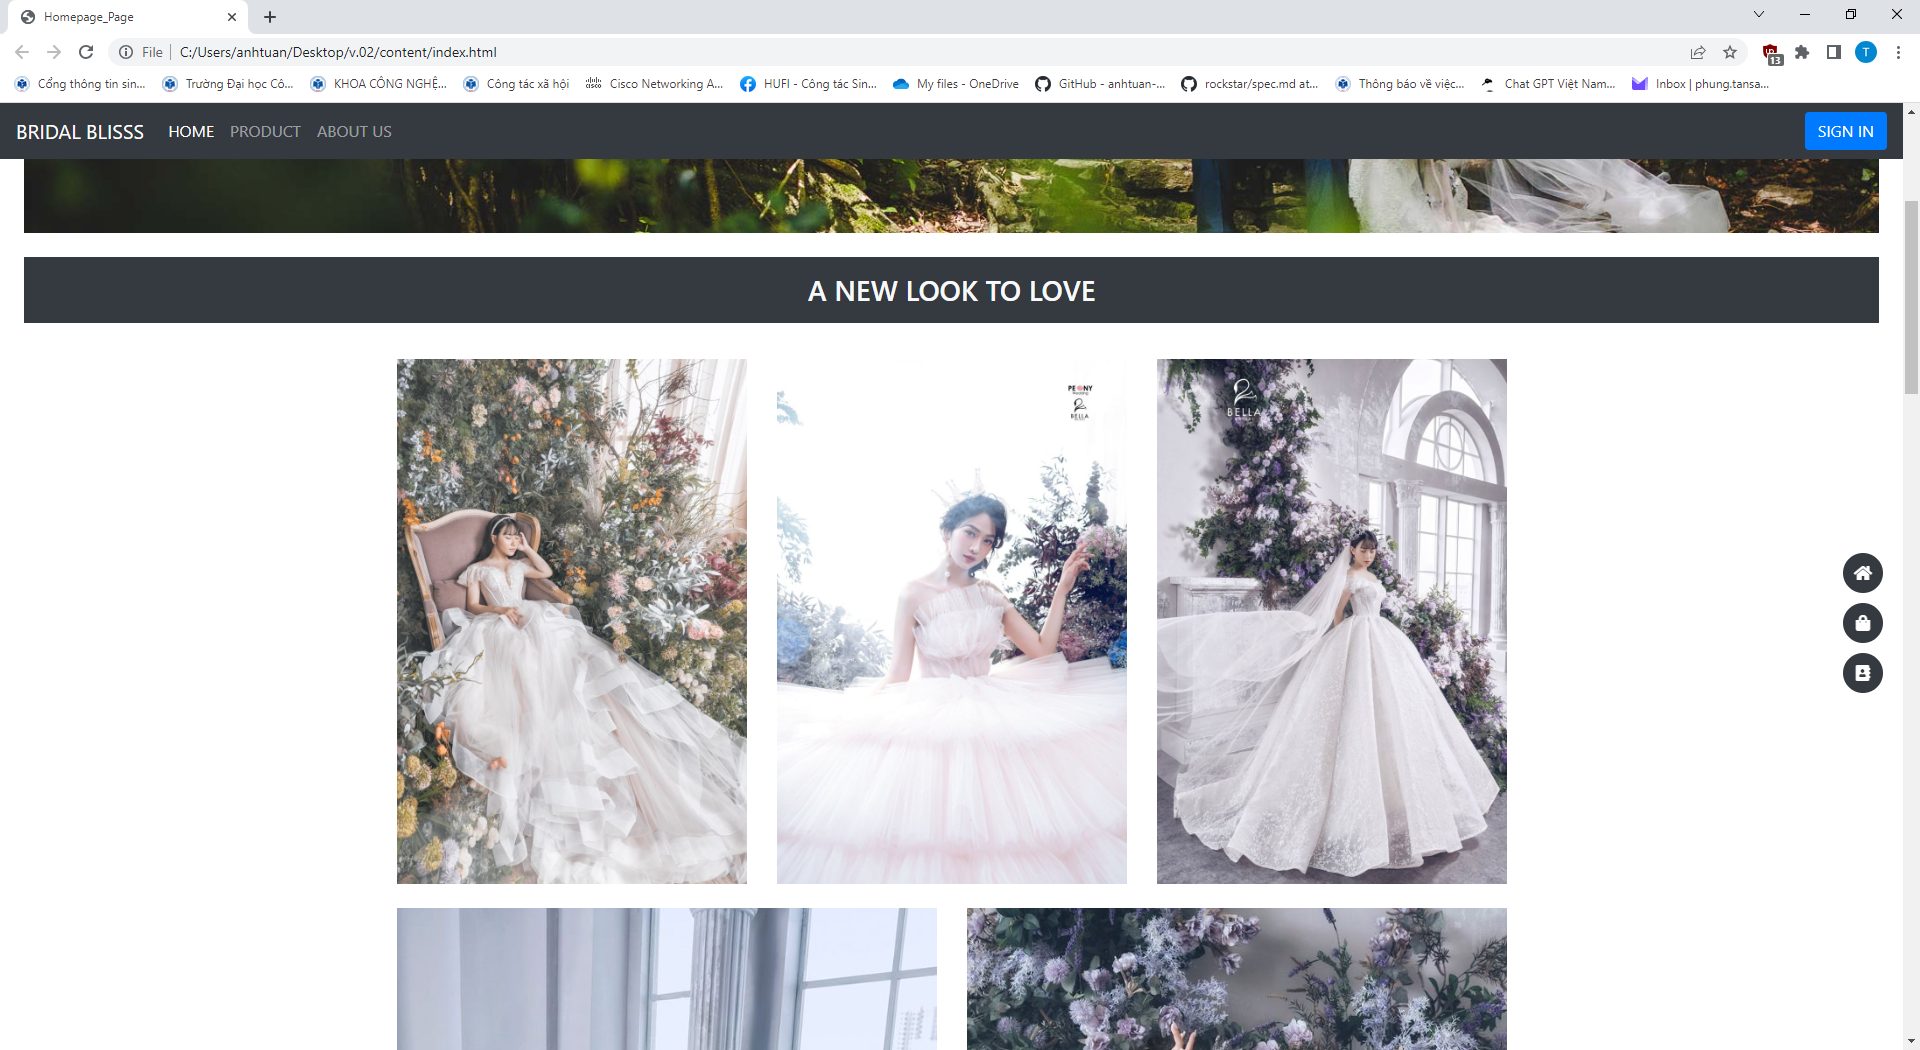 Homepage_Page
File
C:/Users/anhtuan/Desktop/v.02/content/index.html
13
T
Cổng thông tin sin...
Trường Đại học Cô...
KHOA CÔNG NGHỆ...
Công tác xã hội
Cisco Networking A...
HUFI - Công tác Sin...
My files - OneDrive
GitHub - anhtuan-...
rockstar/spec.md at...
Thông báo về việc...
Chat GPT Việt Nam...
Inbox | phung.tansa...
BRIDAL BLISSS
HOME
PRODUCT
ABOUT US
SIGN IN
A NEW LOOK TO LOVE
PEONY
BELLA
BELLA